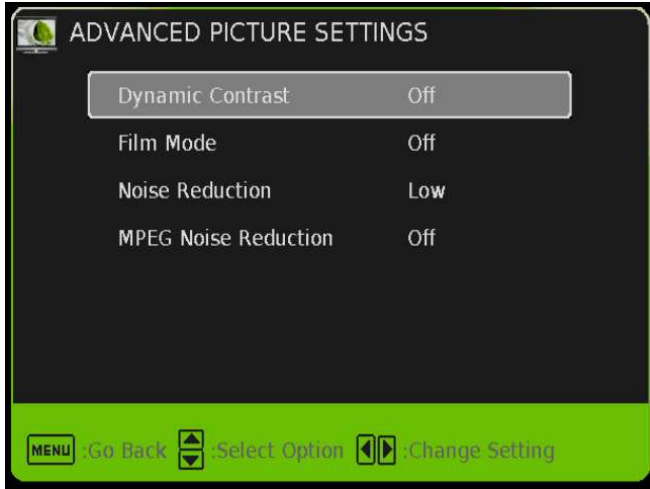 ADVANCED PICTURE SETTINGS
Dynamic Contrast Off
Film Mode Off
Noise Reduction Low
MPEG Noise Reduction Off
MENU :Go Back :Select Option :Change Setting